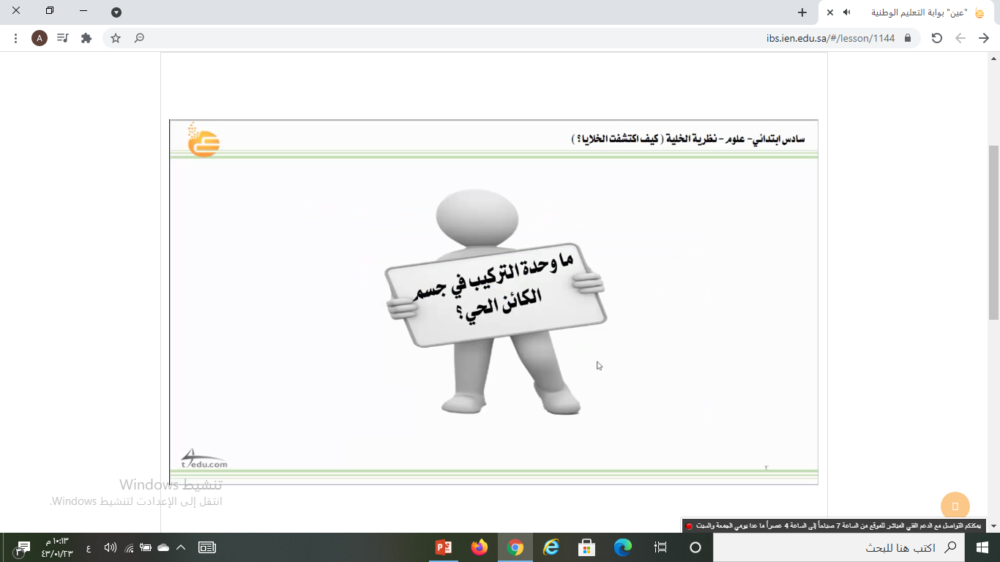 "عين" بوابة التعليم الوطنية
ibs.ien.edu.sa/#/lesson/1144
A
سادس ابتدائي- علوم - نظرية الخلية ( كيف اكتشفت الخلايا ؟ )
ما وحدة التركيب في جسم
الكائن الحي؟
t4edu.com
٣
تنشيط Windows
انتقل إلى الإعدادت لتنشيط Windows.
يمكنكم التواصل مع الدعم الفني المباشر للموقع من الساعة 7 صباحاً إلى الساعة 4 عصراً ما عدا يومي الجمعة والسبت
اكتب هنا للبحث
ع
١٠:١٣ م
٤٣/٠١/٢٣
٣